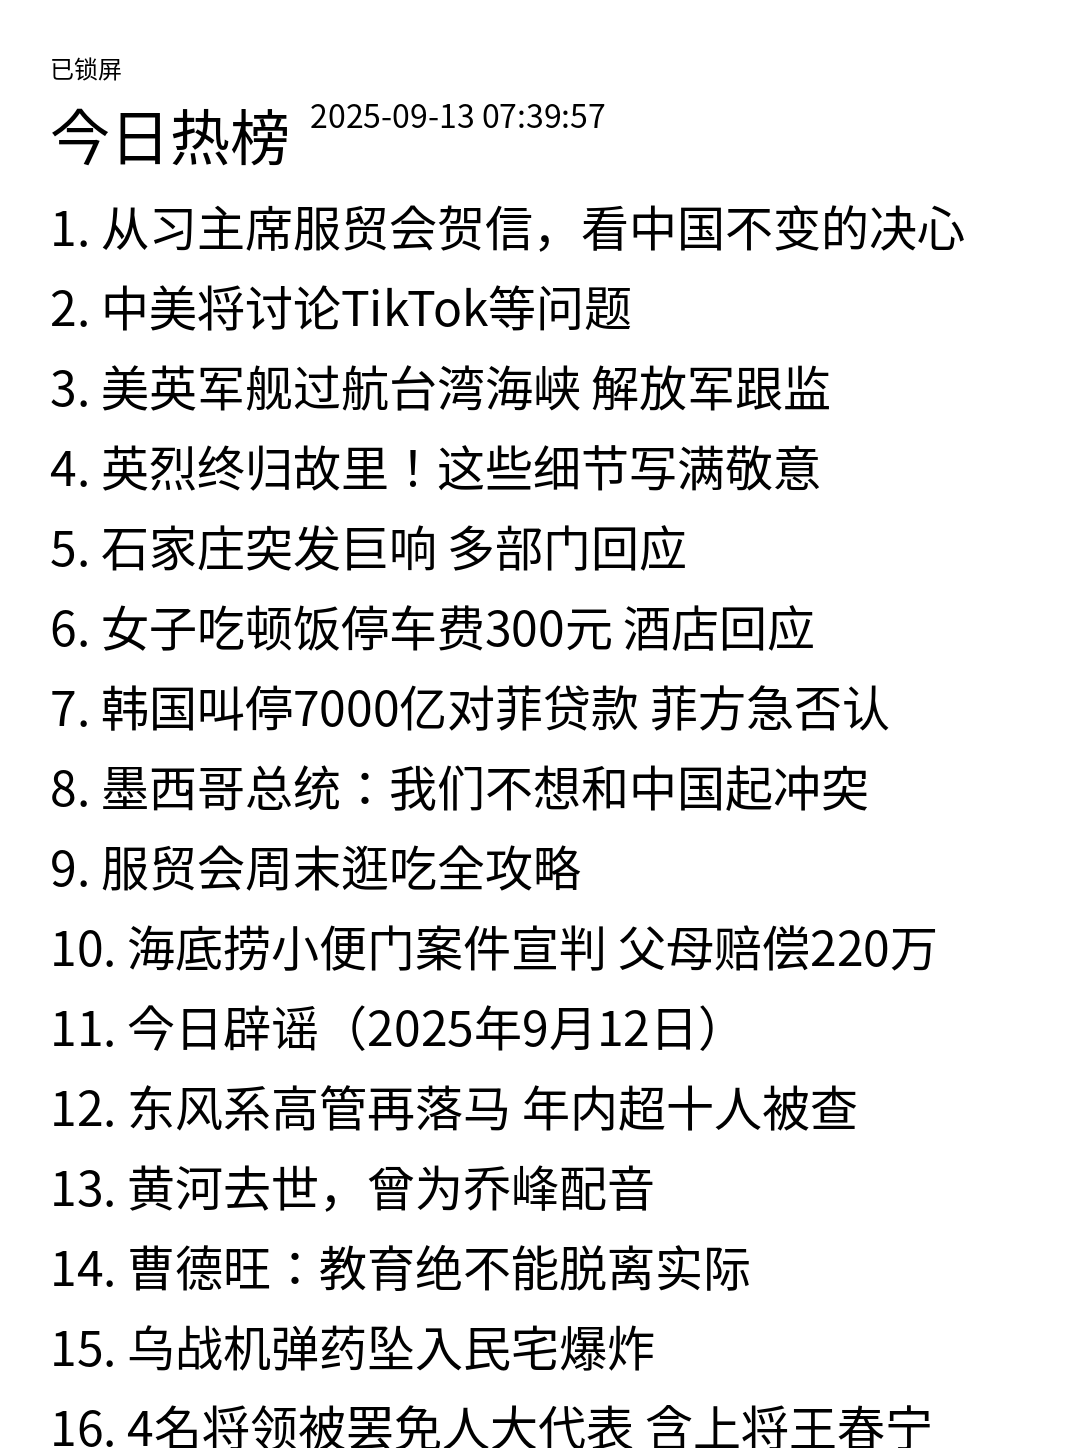 已锁屏
今日热榜 2025-09-13 07:39:57
1. 从习主席服贸会贺信，看中国不变的决心
2. 中美将讨论TikTok等问题
3. 美英军舰过航台湾海峡 解放军跟监
4. 英烈终归故里！这些细节写满敬意
5. 石家庄突发巨响 多部门回应
6. 女子吃顿饭停车费300元 酒店回应
7. 韩国叫停7000亿对菲贷款 菲方急否认
8. 墨西哥总统：我们不想和中国起冲突
9. 服贸会周末逛吃全攻略
10. 海底捞小便门案件宣判 父母赔偿220万
11. 今日辟谣（2025年9月12日）
12. 东风系高管再落马 年内超十人被查
13. 黄河去世，曾为乔峰配音
14. 曹德旺：教育绝不能脱离实际
15. 乌战机弹药坠入民宅爆炸
16. 4名将领被罢免人大代表 含上将王春宁